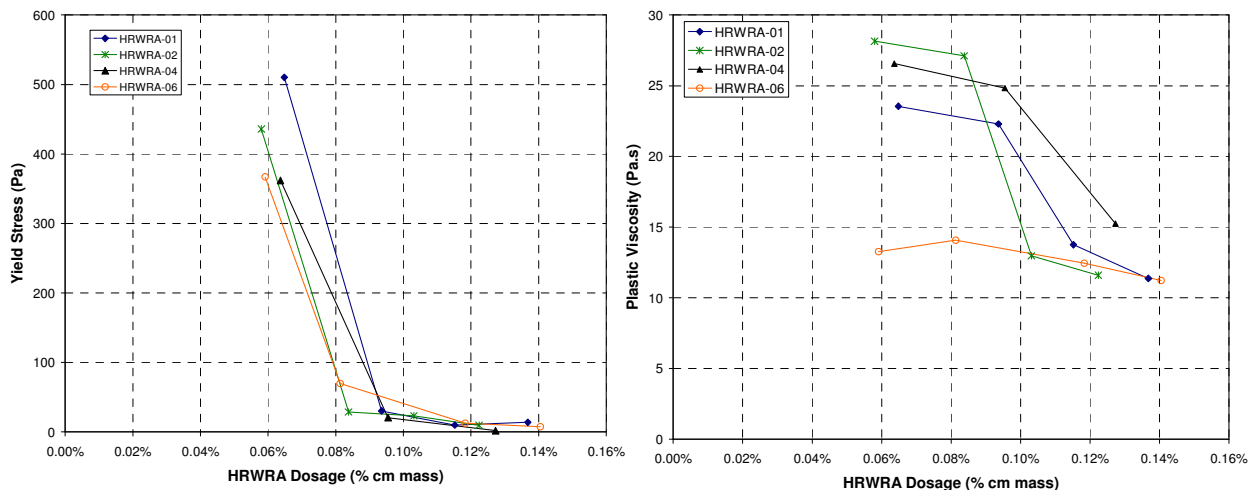 600
500
400
300
200
100
0
Yield Stress (Pa)
HRWRA-01
HRWRA-02
HRWRA-04
HRWRA-06
0.00% 0.02% 0.04% 0.06% 0.08% 0.10% 0.12% 0.14% 0.16%
HRWRA Dosage (% cm mass)
30
25
20
15
10
5
0
Plastic Viscosity (Pa.s)
HRWRA-01
HRWRA-02
HRWRA-04
HRWRA-06
0.00% 0.02% 0.04% 0.06% 0.08% 0.10% 0.12% 0.14% 0.16%
HRWRA Dosage (% cm mass)